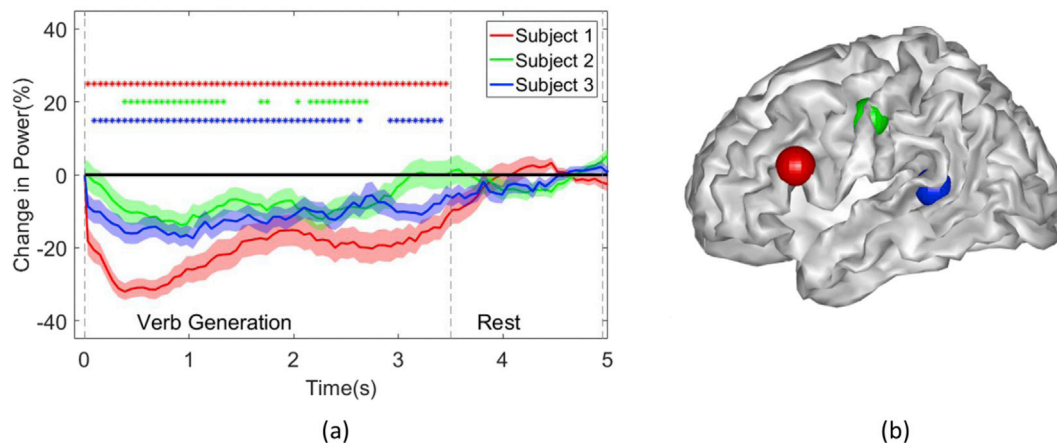 40
20
0
-20
-40
Change in Power(%)
Subject 1
Subject 2
Subject 3
Verb Generation
Rest
0 1 2 3 4 5
Time(s)
(a)
(b)